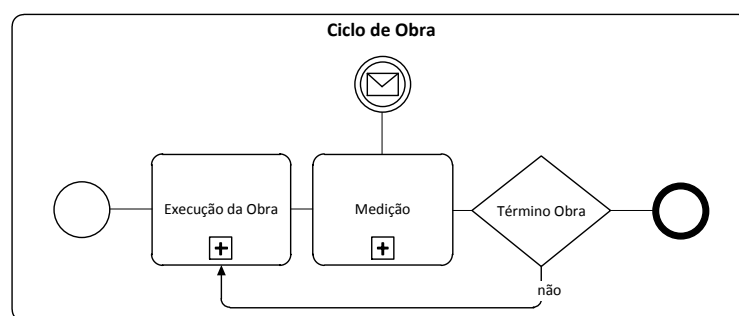 Ciclo de Obra
Execução da Obra
Medição
Término Obra
não